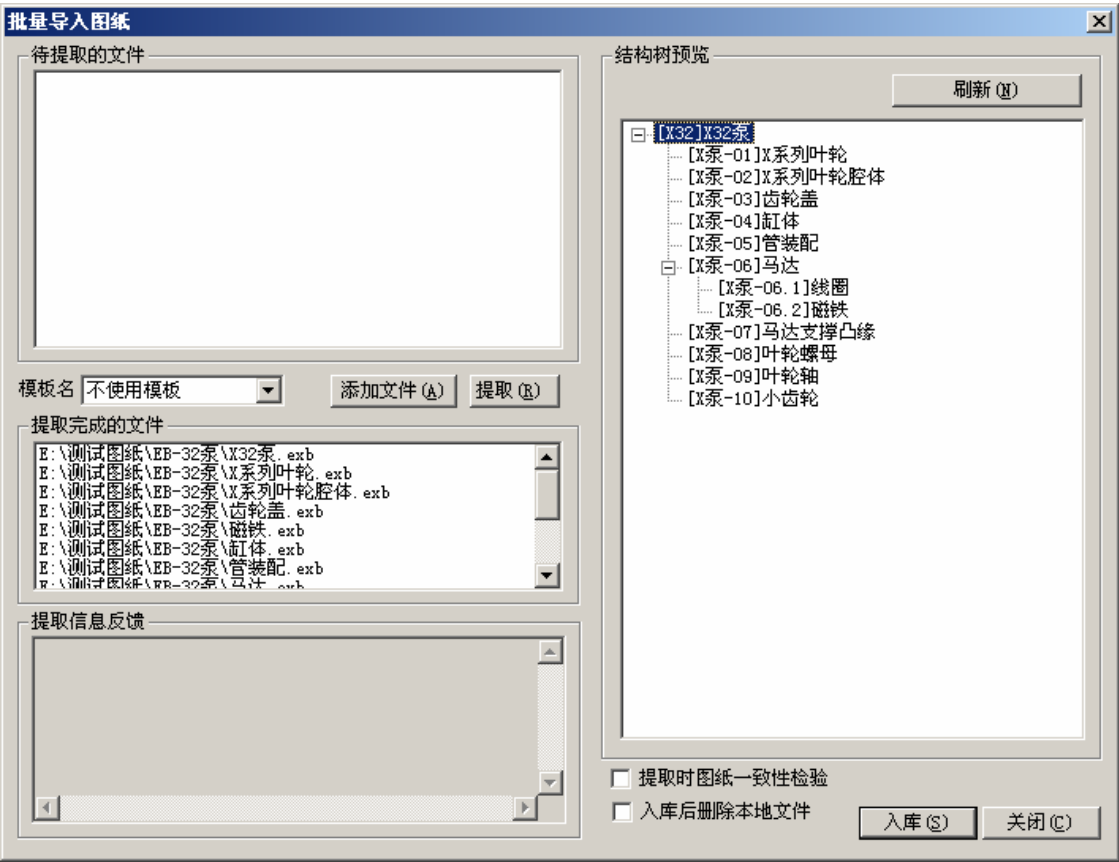 批量导入图纸
待提取的文件
模板名 不使用模板 添加文件(A) 提取(R)
提取完成的文件
E:\测试图纸\EB-32泵\X32泵.exb
E:\测试图纸\EB-32泵\X系列叶轮.exb
E:\测试图纸\EB-32泵\X系列叶轮腔体.exb
E:\测试图纸\EB-32泵\齿轮盖.exb
E:\测试图纸\EB-32泵\磁铁.exb
E:\测试图纸\EB-32泵\缸体.exb
E:\测试图纸\EB-32泵\管装配.exb
E:\测试图纸\EB-32泵\马达.exb
提取信息反馈
结构树预览
刷新(N)
[X32]X32泵
[X泵-01]X系列叶轮
[X泵-02]X系列叶轮腔体
[X泵-03]齿轮盖
[X泵-04]缸体
[X泵-05]管装配
[X泵-06]马达
[X泵-06.1]线圈
[X泵-06.2]磁铁
[X泵-07]马达支撑凸缘
[X泵-08]叶轮螺母
[X泵-09]叶轮轴
[X泵-10]小齿轮
提取时图纸一致性检验
入库后删除本地文件
入库(S) 关闭(C)